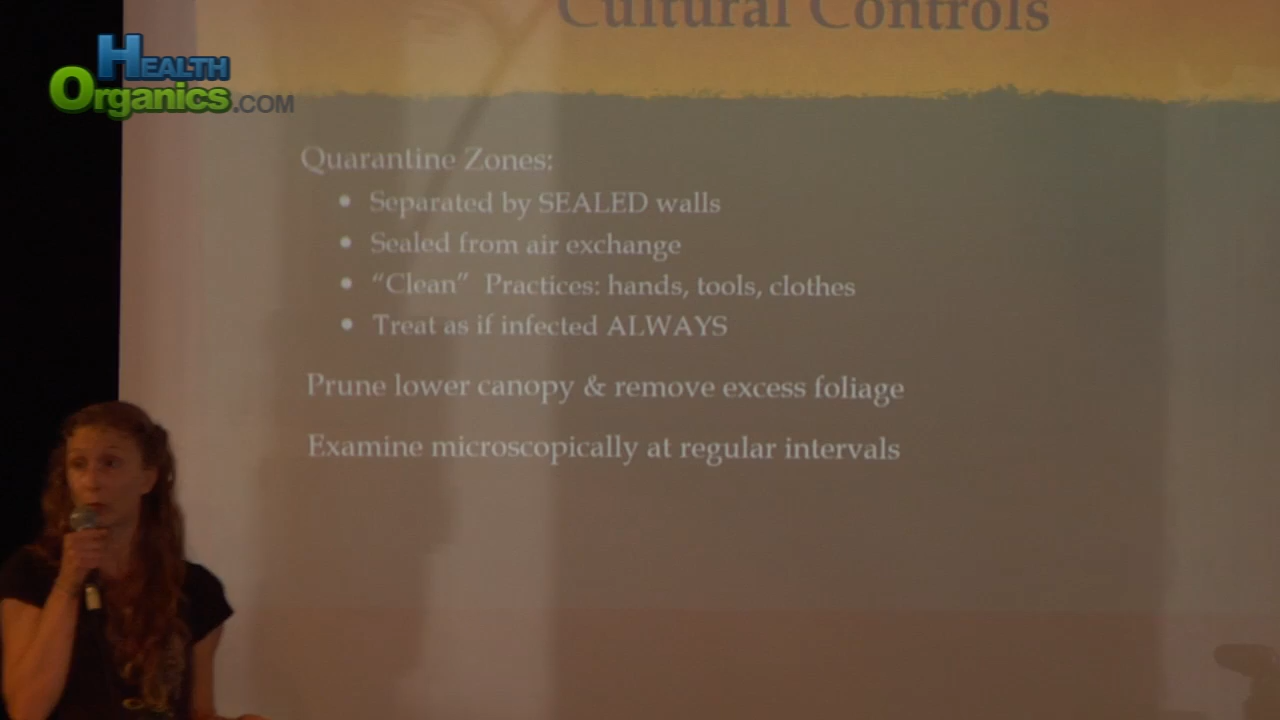 Cultural Controls
HEALTH
Organics.COM
Quarantine Zones:
• Separated by SEALED walls
• Sealed from air exchange
• “Clean” Practices: hands, tools, clothes
• Treat as if infected ALWAYS
Prune lower canopy & remove excess foliage
Examine microscopically at regular intervals